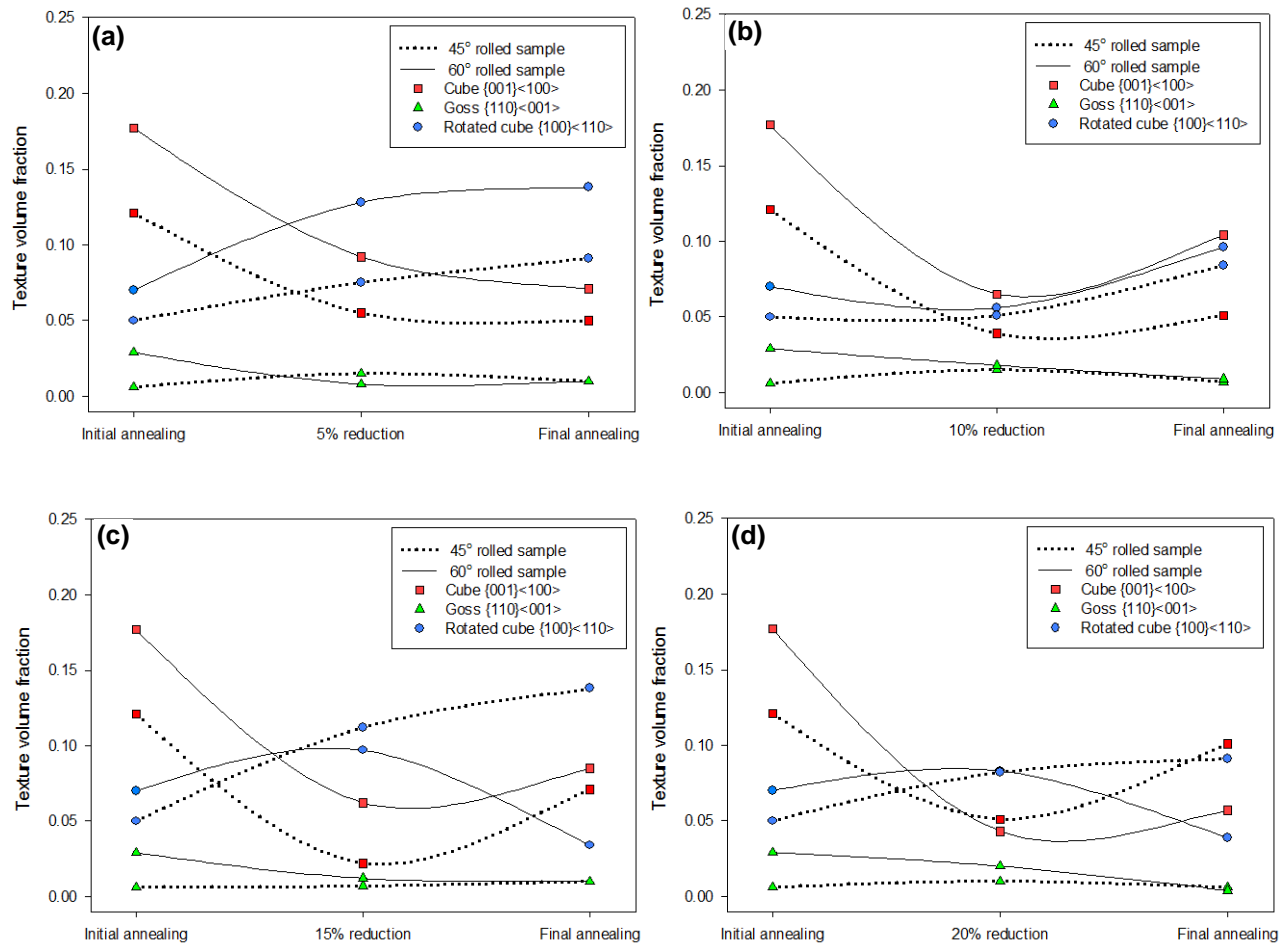 (a)
0.25
0.20
0.15
0.10
0.05
0.00
Texture volume fraction
45° rolled sample
60° rolled sample
Cube {001}<100>
Goss {110}<001>
Rotated cube {100}<110>
Initial annealing
5% reduction
Final annealing
(b)
0.25
0.20
0.15
0.10
0.05
0.00
Texture volume fraction
45° rolled sample
60° rolled sample
Cube {001}<100>
Goss {110}<001>
Rotated cube {100}<110>
Initial annealing
10% reduction
Final annealing
(c)
0.25
0.20
0.15
0.10
0.05
0.00
Texture volume fraction
45° rolled sample
60° rolled sample
Cube {001}<100>
Goss {110}<001>
Rotated cube {100}<110>
Initial annealing
15% reduction
Final annealing
(d)
0.25
0.20
0.15
0.10
0.05
0.00
Texture volume fraction
45° rolled sample
60° rolled sample
Cube {001}<100>
Goss {110}<001>
Rotated cube {100}<110>
Initial annealing
20% reduction
Final annealing